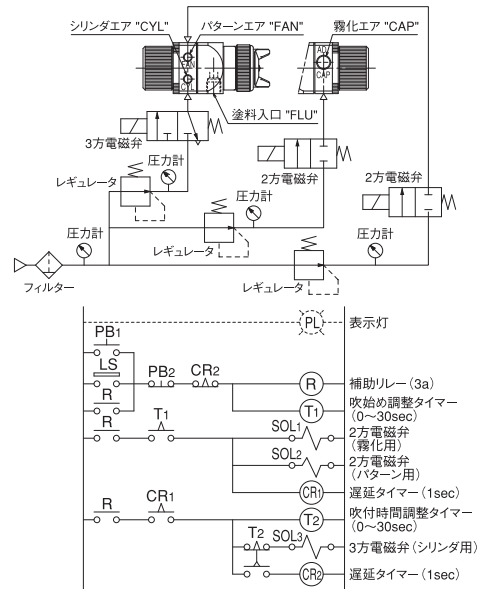 シリンダエア "CYL"
パターンエア "FAN"
霧化エア "CAP"
FAN
CYL
AD
CAP
塗料入口 "FLU"
3方電磁弁
2方電磁弁
2方電磁弁
圧力計
レギュレータ
圧力計
圧力計
圧力計
レギュレータ
フィルター
レギュレータ
PL
表示灯
PB1
LS
PB2
CR2
R
R
補助リレー(3a)
T1
吹始め調整タイマー
(0〜30sec)
R
T1
SOL1
2方電磁弁
(霧化用)
SOL2
2方電磁弁
(パターン用)
CR1
遅延タイマー(1sec)
R
CR1
T2
吹付時間調整タイマー
(0〜30sec)
T2
SOL3
3方電磁弁(シリンダ用)
CR2
遅延タイマー(1sec)